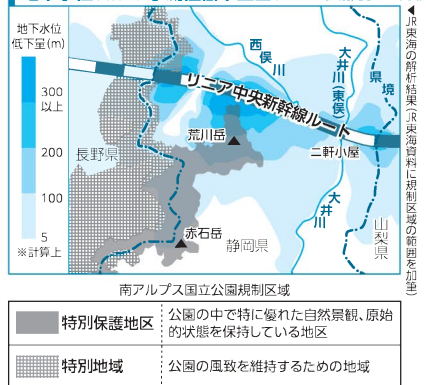 地下水位
低下量(m)
300
以上
200
100
5
※計算上
長野県
西俣川
大井川(東俣)
県境
リニア中央新幹線ルート
荒川岳
二軒小屋
大井川
赤石岳
静岡県
山梨県
◀JR東海の解析結果(JR東海資料に規制区域の範囲を加筆)
南アルプス国立公園規制区域
特別保護地区
公園の中で特に優れた自然景観、原始
的状態を保持している地区
特別地域
公園の風致を維持するための地域